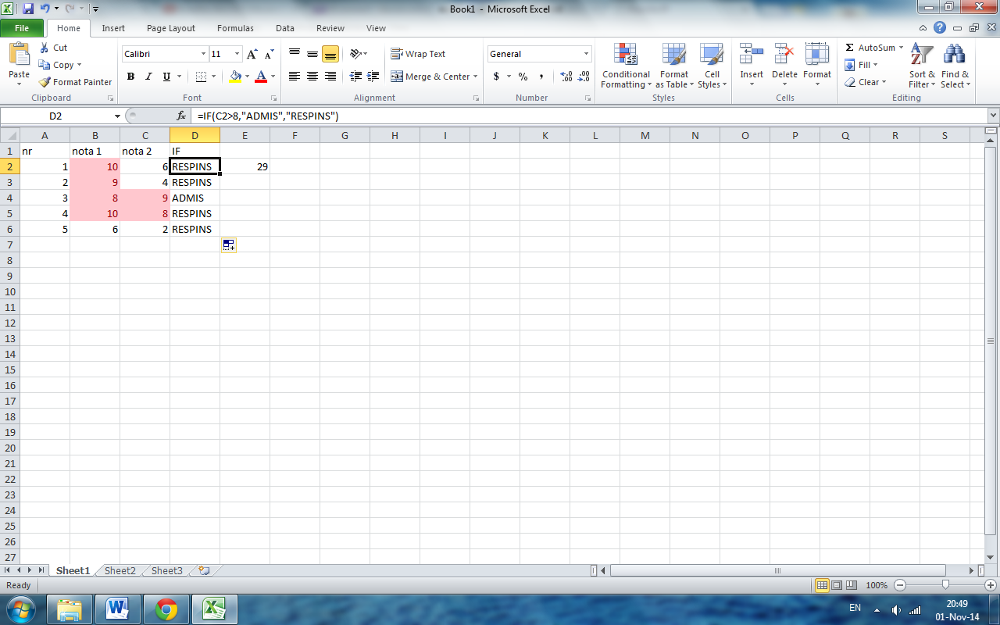 Book1 - Microsoft Excel
File Home Insert Page Layout Formulas Data Review View
Paste Cut Copy Format Painter
Clipboard
Calibri 11 A A
B I U A
Font
Wrap Text
Merge & Center
Alignment
General
$ % , .00 .0
Number
Conditional Formatting Format as Table Cell Styles
Styles
Insert Delete Format
Cells
Σ AutoSum
Fill
Clear
Sort & Filter Find & Select
Editing
D2 fx =IF(C2>8,"ADMIS","RESPINS")
A B C D E F G H I J K L M N O P Q R S
1 nr nota 1 nota 2 IF
2 1 10 6 RESPINS 29
3 2 9 4 RESPINS
4 3 8 9 ADMIS
5 4 10 8 RESPINS
6 5 6 2 RESPINS
7
8
9
10
11
12
13
14
15
16
17
18
19
20
21
22
23
24
25
26
27
Sheet1 Sheet2 Sheet3
Ready 100%
EN 20:49
01-Nov-14